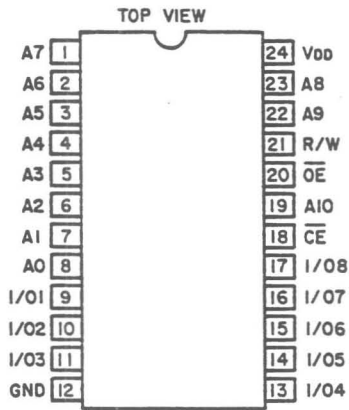 TOP VIEW
A7 1 24 VDD
A6 2 23 A8
A5 3 22 A9
A4 4 21 R/W
A3 5 20 O̅E̅
A2 6 19 A10
A1 7 18 C̅E̅
A0 8 17 I/O8
I/O1 9 16 I/O7
I/O2 10 15 I/O6
I/O3 11 14 I/O5
GND 12 13 I/O4